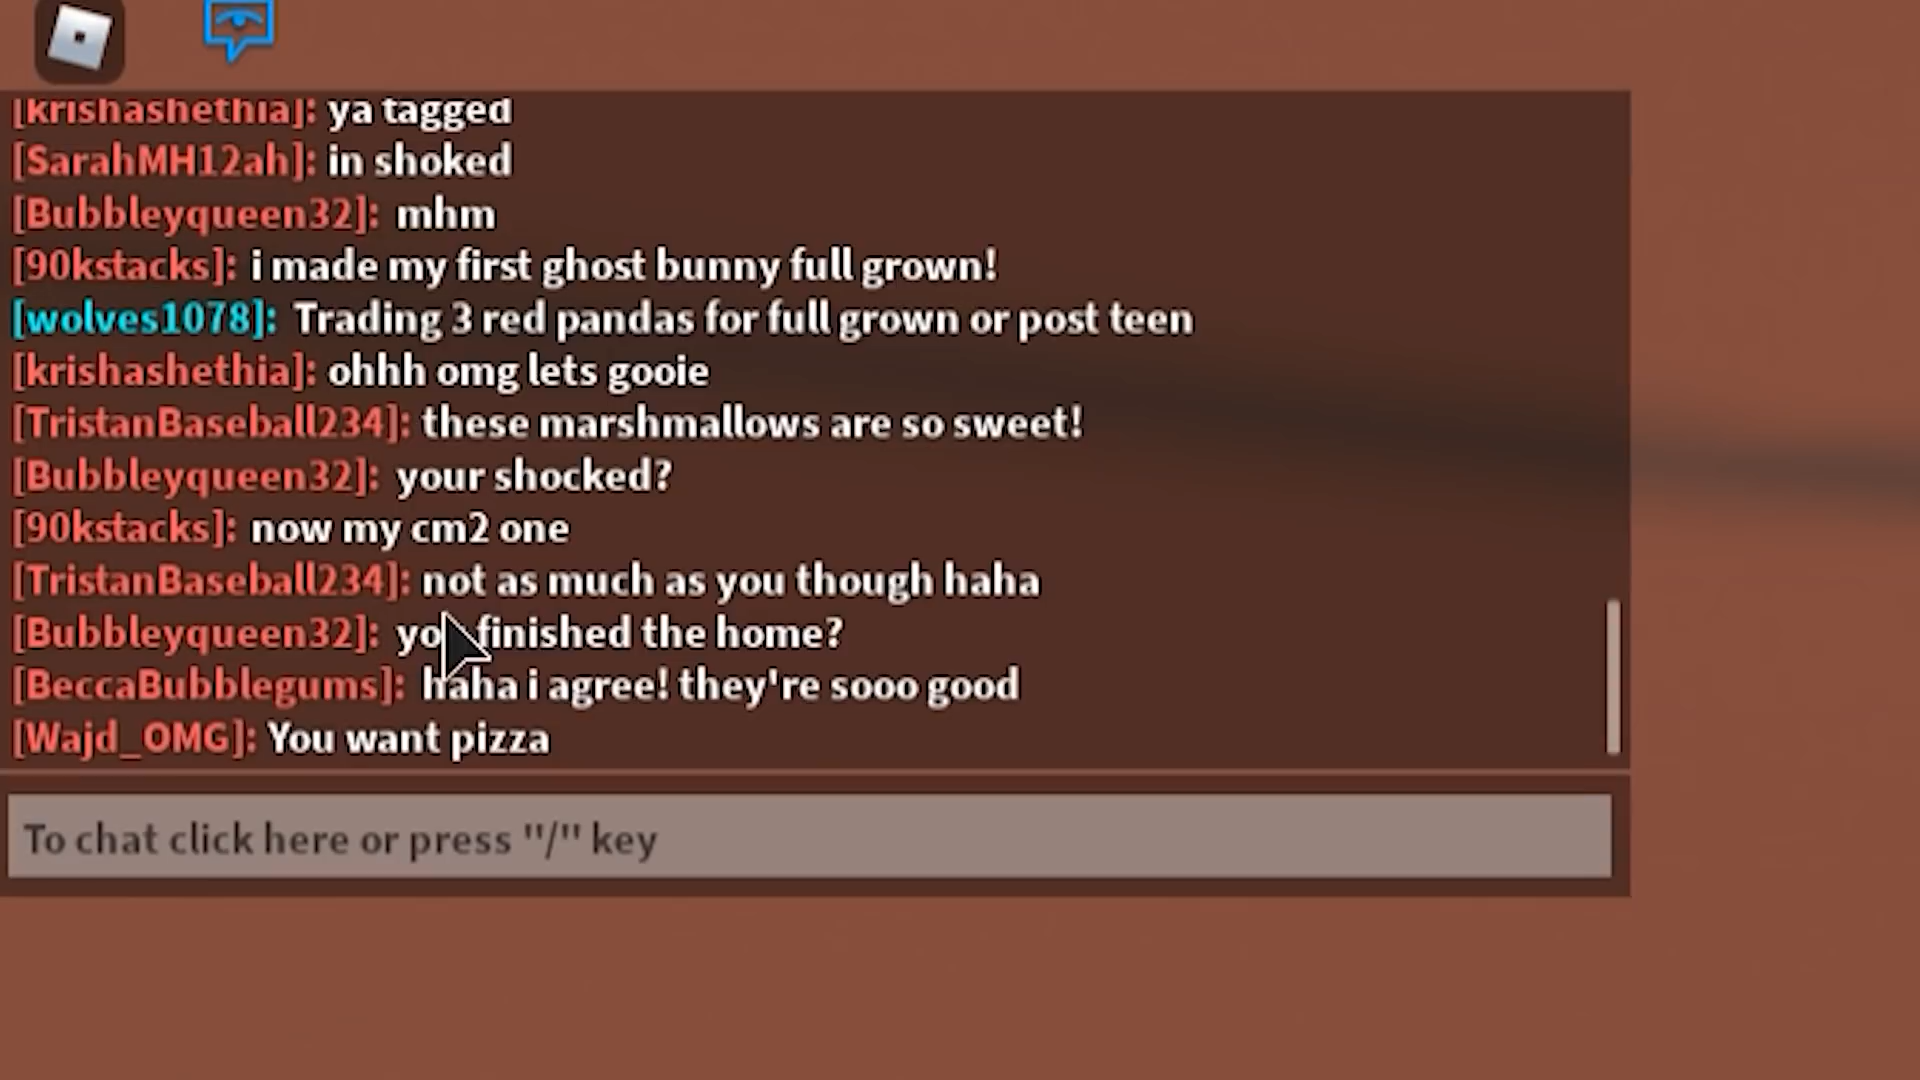 [krishashethia]: ya tagged
[SarahMH12ah]: in shoked
[Bubbleyqueen32]: mhm
[90kstacks]: i made my first ghost bunny full grown!
[wolves1078]: Trading 3 red pandas for full grown or post teen
[krishashethia]: ohhh omg lets gooie
[TristanBaseball234]: these marshmallows are so sweet!
[Bubbleyqueen32]: your shocked?
[90kstacks]: now my cm2 one
[TristanBaseball234]: not as much as you though haha
[Bubbleyqueen32]: you finished the home?
[BeccaBubblegums]: haha i agree! they're sooo good
[Wajd_OMG]: You want pizza
To chat click here or press "/" key